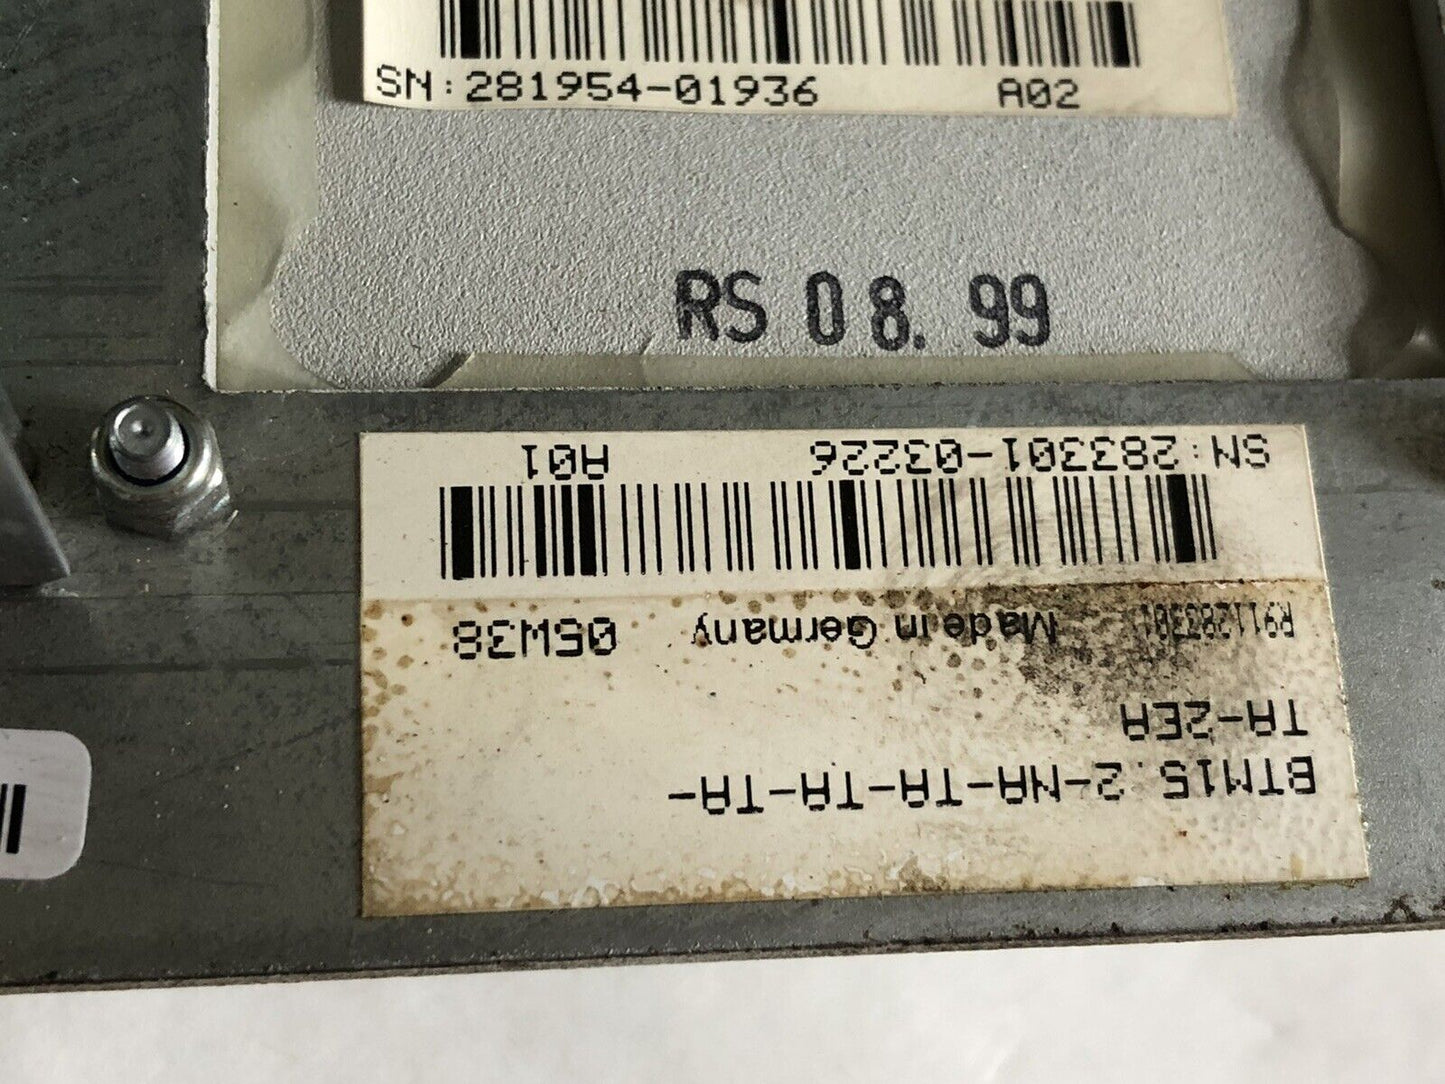 SN:281954-01936 A02
RS 08.99
BTM15.2-NA-TA-TA-TA-
TA-2EA
R911283301 Made in Germany 05W38
SN:283301-03226 A01